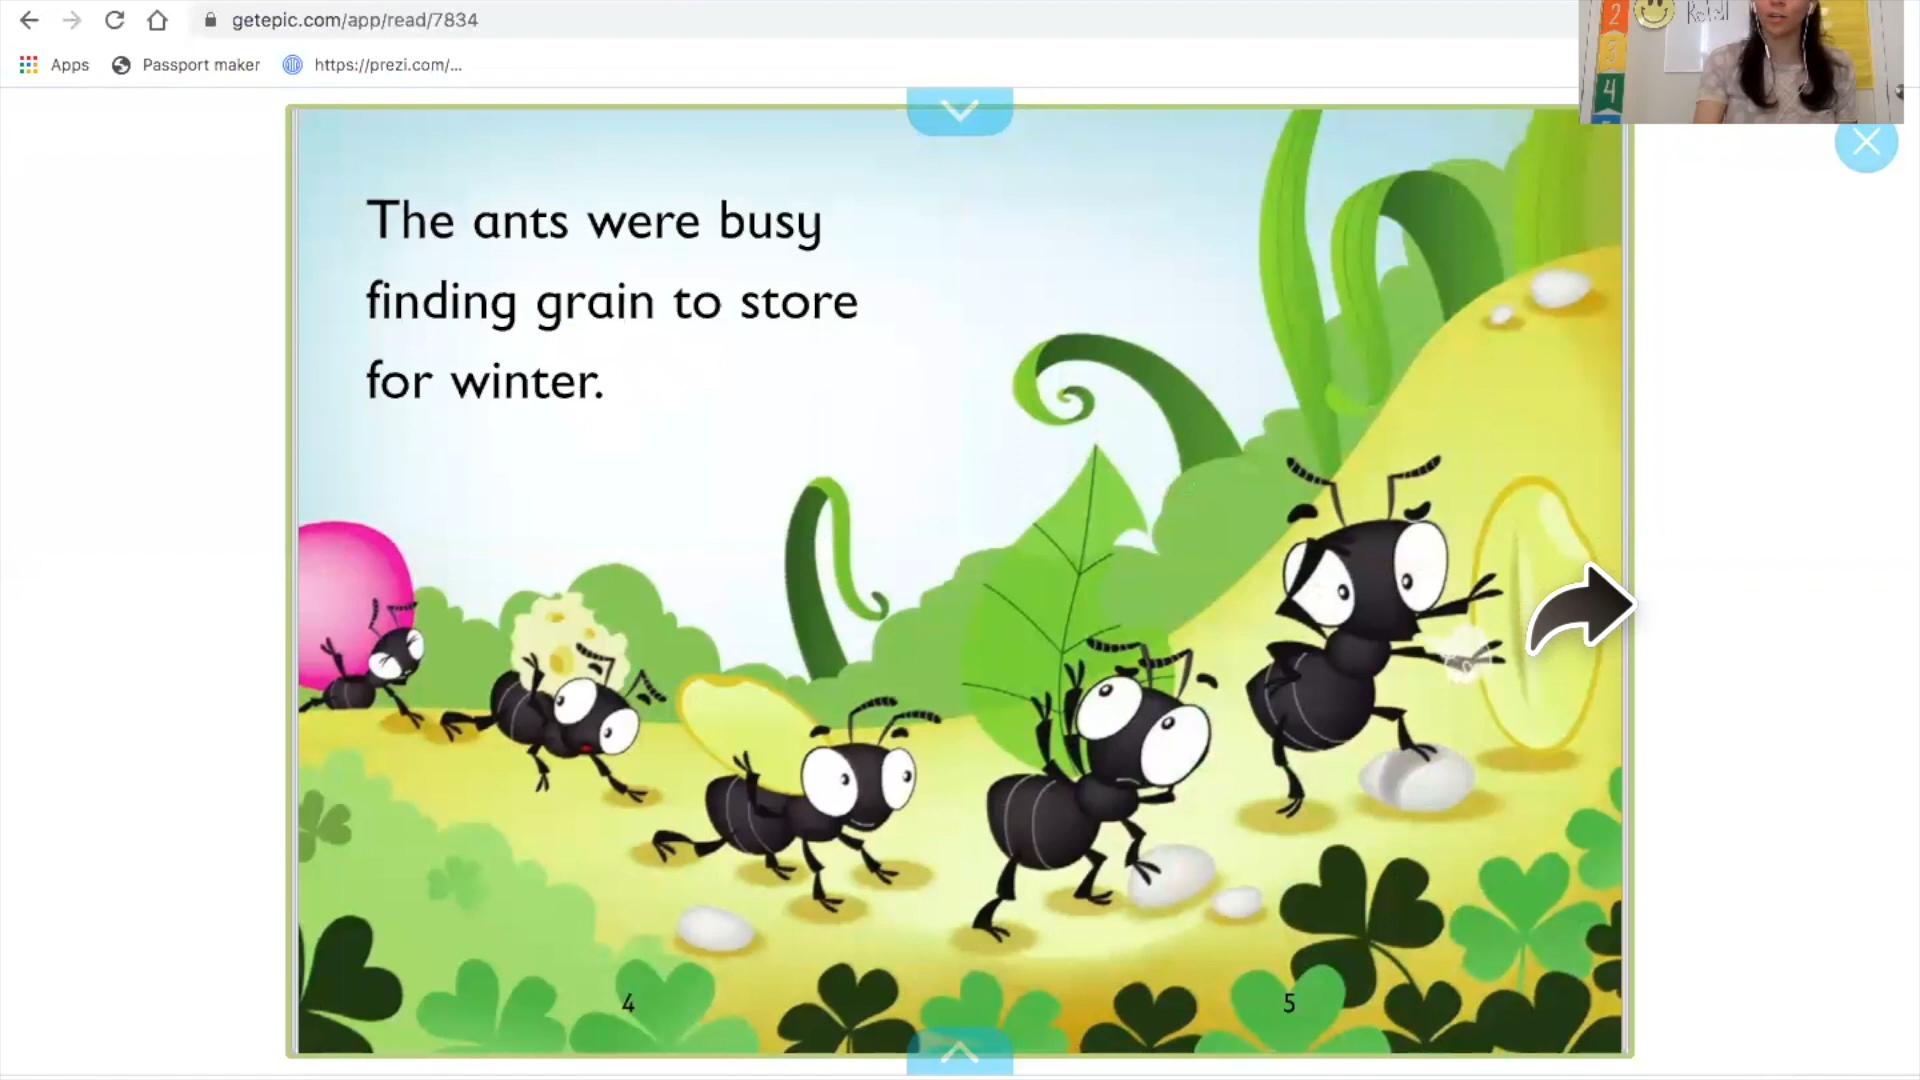 getepic.com/app/read/7834
Apps Passport maker https://prezi.com/...
2 Retell
3
4
The ants were busy
finding grain to store
for winter.
4
5